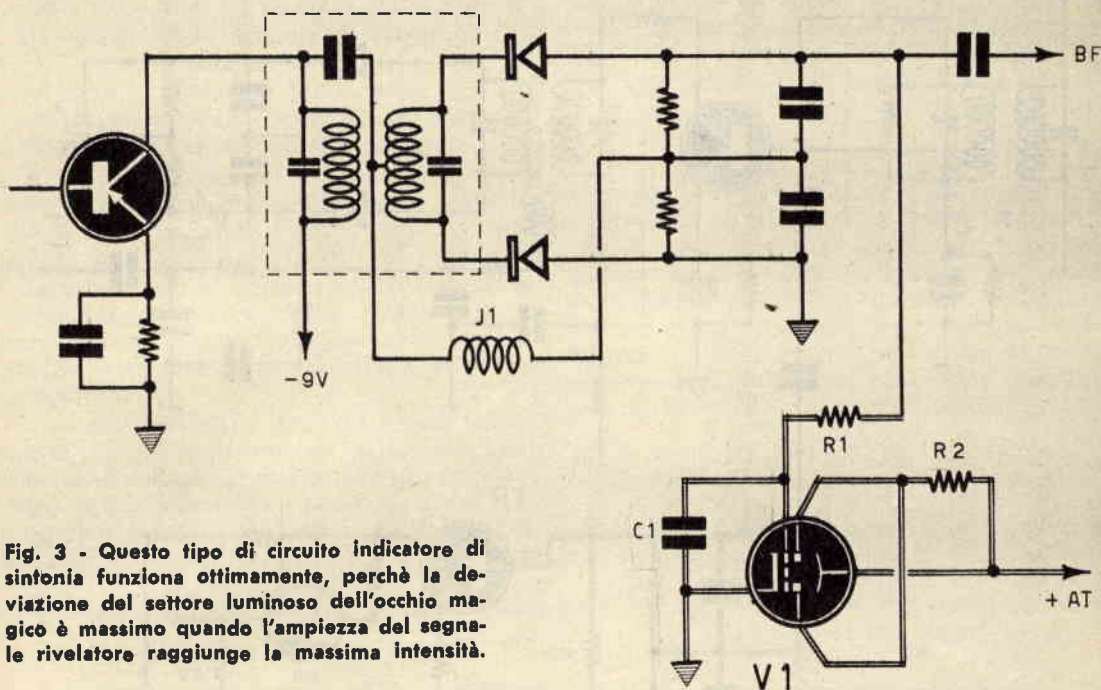 BF
J1
-9V
R1
R2
C1
+ AT
V1
Fig. 3 - Questo tipo di circuito indicatore di
sintonia funziona ottimamente, perchè la de-
viazione del settore luminoso dell'occhio ma-
gico è massimo quando l'ampiezza del segna-
le rivelatore raggiunge la massima intensità.